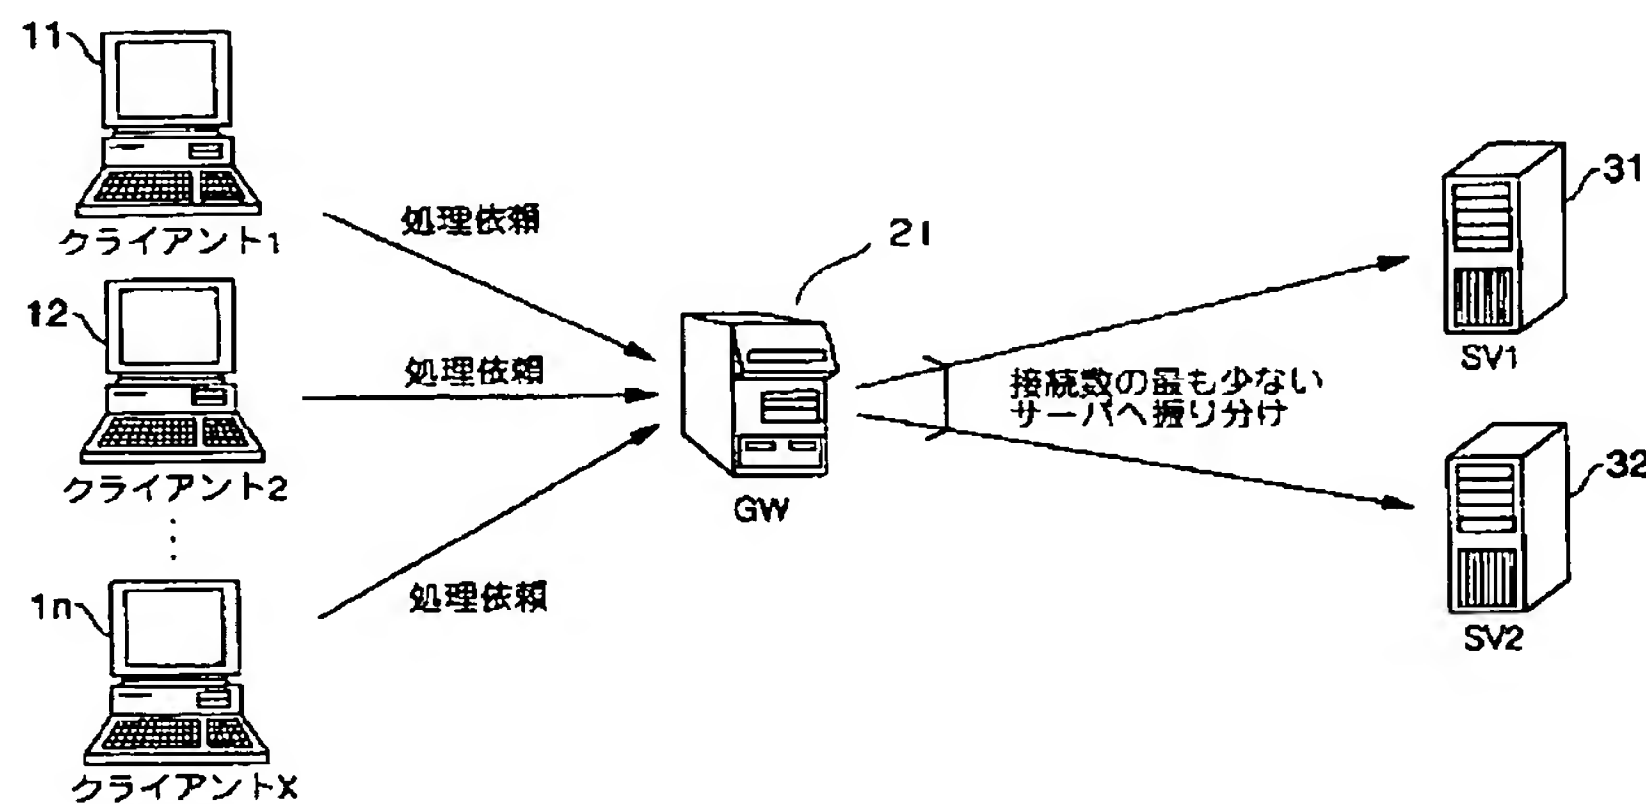 11
クライアント1
処理依頼
12
クライアント2
処理依頼
1n
クライアントX
処理依頼
21
GW
接続数の最も少ない
サーバへ振り分け
31
SV1
32
SV2